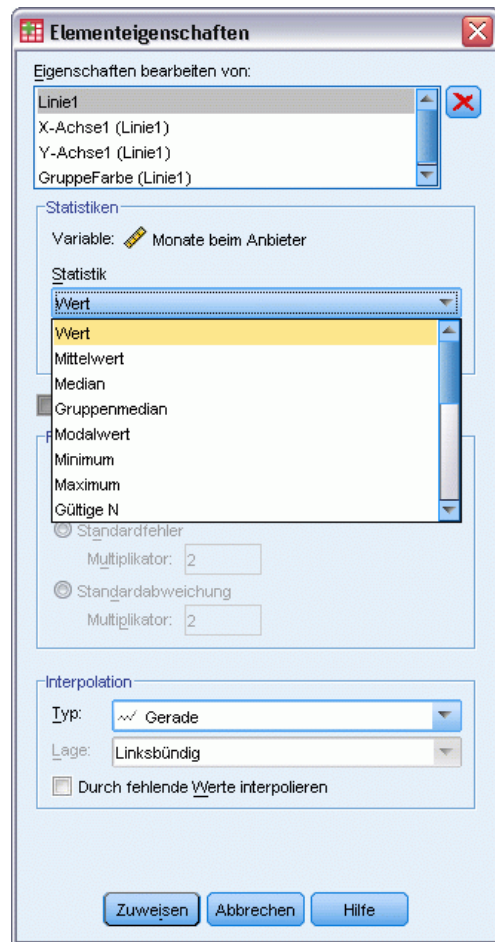 Elementeigenschaften
Eigenschaften bearbeiten von:
Linie1
X-Achse1 (Linie1)
Y-Achse1 (Linie1)
GruppeFarbe (Linie1)
Statistiken
Variable: Monate beim Anbieter
Statistik
Wert
Wert
Mittelwert
Median
Gruppenmedian
Modalwert
Minimum
Maximum
Gültige N
Standardfehler
Multiplikator: 2
Standardabweichung
Multiplikator: 2
Interpolation
Typ: Gerade
Lage: Linksbündig
Durch fehlende Werte interpolieren
Zuweisen Abbrechen Hilfe